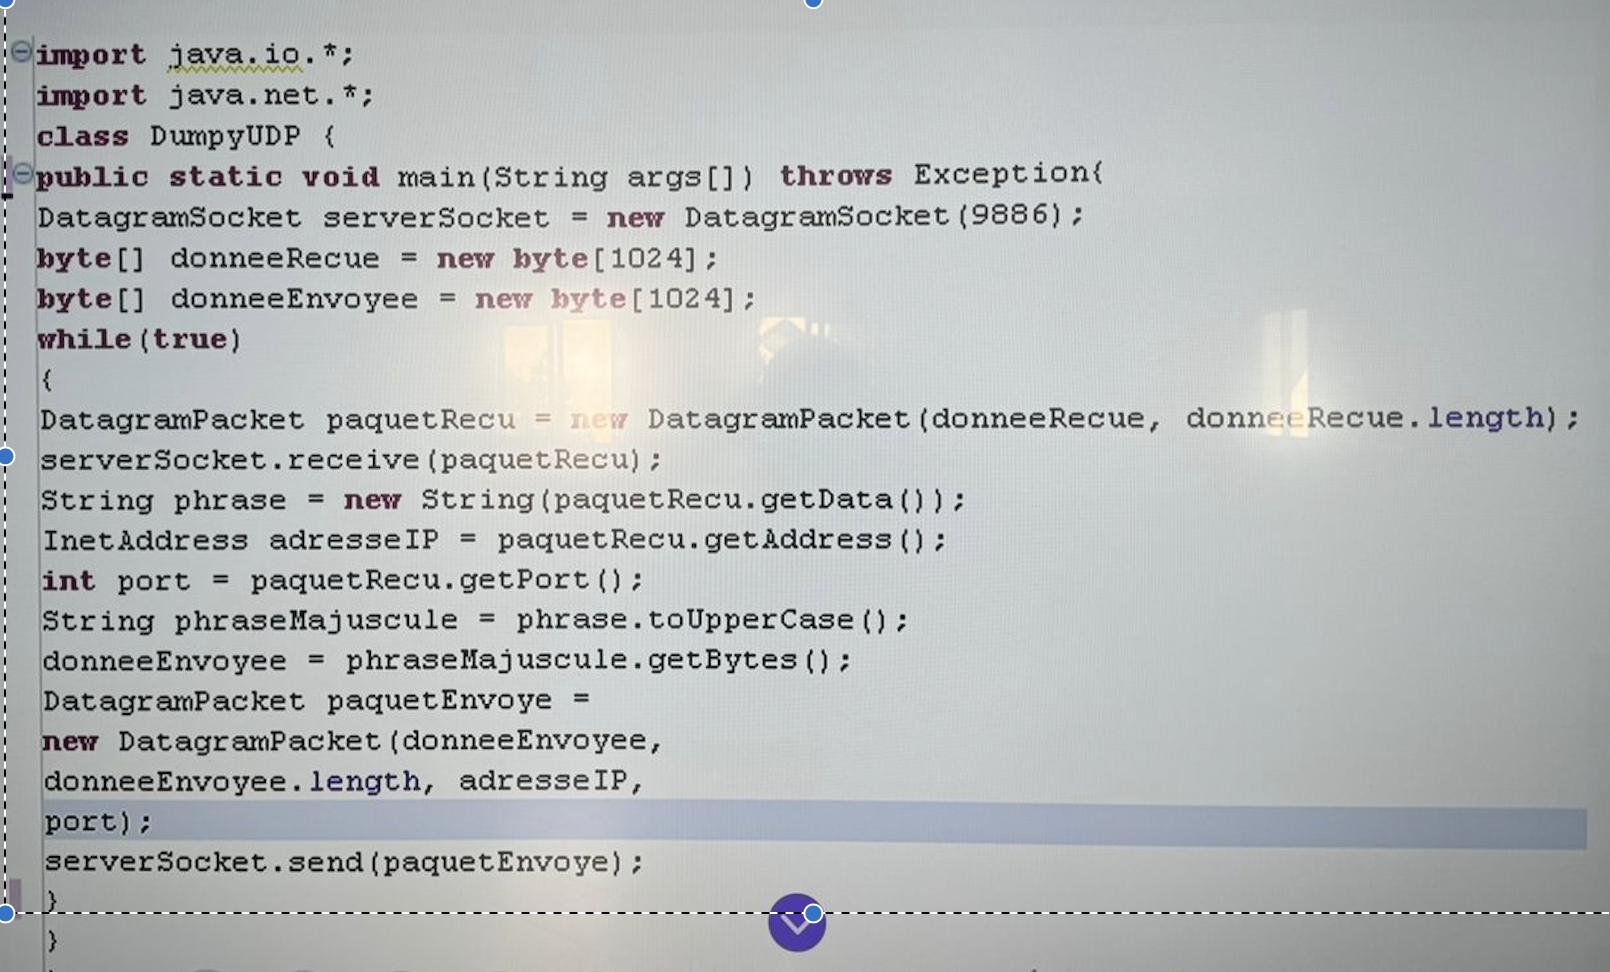 import java.io.*;
import java.net.*;
class DumpyUDP {
public static void main(String args[]) throws Exception{
DatagramSocket serverSocket = new DatagramSocket(9886);
byte[] donneeRecue = new byte[1024];
byte[] donneeEnvoyee = new byte[1024];
while(true)
{
DatagramPacket paquetRecu = new DatagramPacket(donneeRecue, donneeRecue.length);
serverSocket.receive(paquetRecu);
String phrase = new String(paquetRecu.getData());
InetAddress adresseIP = paquetRecu.getAddress();
int port = paquetRecu.getPort();
String phraseMajuscule = phrase.toUpperCase();
donneeEnvoyee = phraseMajuscule.getBytes();
DatagramPacket paquetEnvoye =
new DatagramPacket(donneeEnvoyee,
donneeEnvoyee.length, adresseIP,
port);
serverSocket.send(paquetEnvoye);
}
}